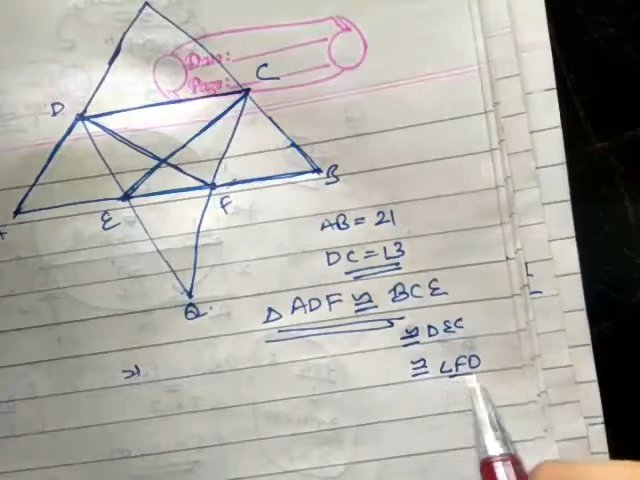 Date:
Page:
C
D
B
E
F
Q
AB = 21
DC = 13
Δ ADF ≅ BCE
≅ DEC
≅ CFD